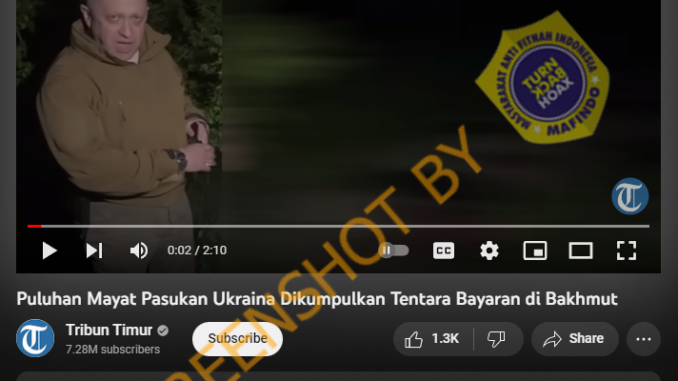 MASYARAKAT ANTI FITNAH INDONESIA
TURN
BACK
HOAX
MAFINDO
T
CC
0:02 / 2:10
Puluhan Mayat Pasukan Ukraina Dikumpulkan Tentara Bayaran di Bakhmut
Tribun Timur
7.28M subscribers
Subscribe
1.3K
Share
REENSHOT BY